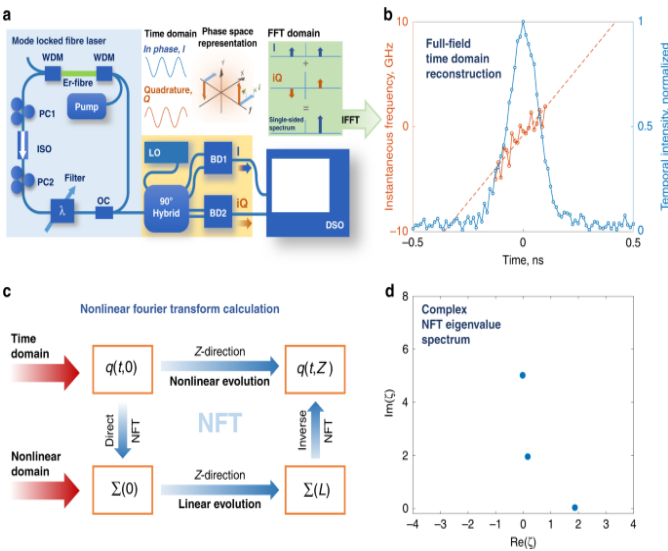 a
Mode locked fibre laser
WDM
WDM
Er-fibre
Pump
PC1
ISO
PC2
Filter
λ
OC
Time domain
In phase, I
Quadrature,
Q
Phase space
representation
FFT domain
I
+
iQ
=
Single-sided
spectrum
IFFT
LO
90°
Hybrid
BD1
BD2
I
iQ
DSO
b
Full-field
time domain
reconstruction
Instantaneous frequency, GHz
10
0
−10
Temporal intensity, normalized
1
0.5
0
−0.5
0
0.5
Time, ns
c
Nonlinear fourier transform calculation
Time
domain
q(t,0)
Z-direction
Nonlinear evolution
q(t,Z)
Direct
NFT
NFT
Inverse
NFT
Nonlinear
domain
∑(0)
Z-direction
Linear evolution
∑(L)
d
Complex
NFT eigenvalue
spectrum
Im(ζ)
8
6
4
2
0
−4 −3 −2 −1 0 1 2 3 4
Re(ζ)